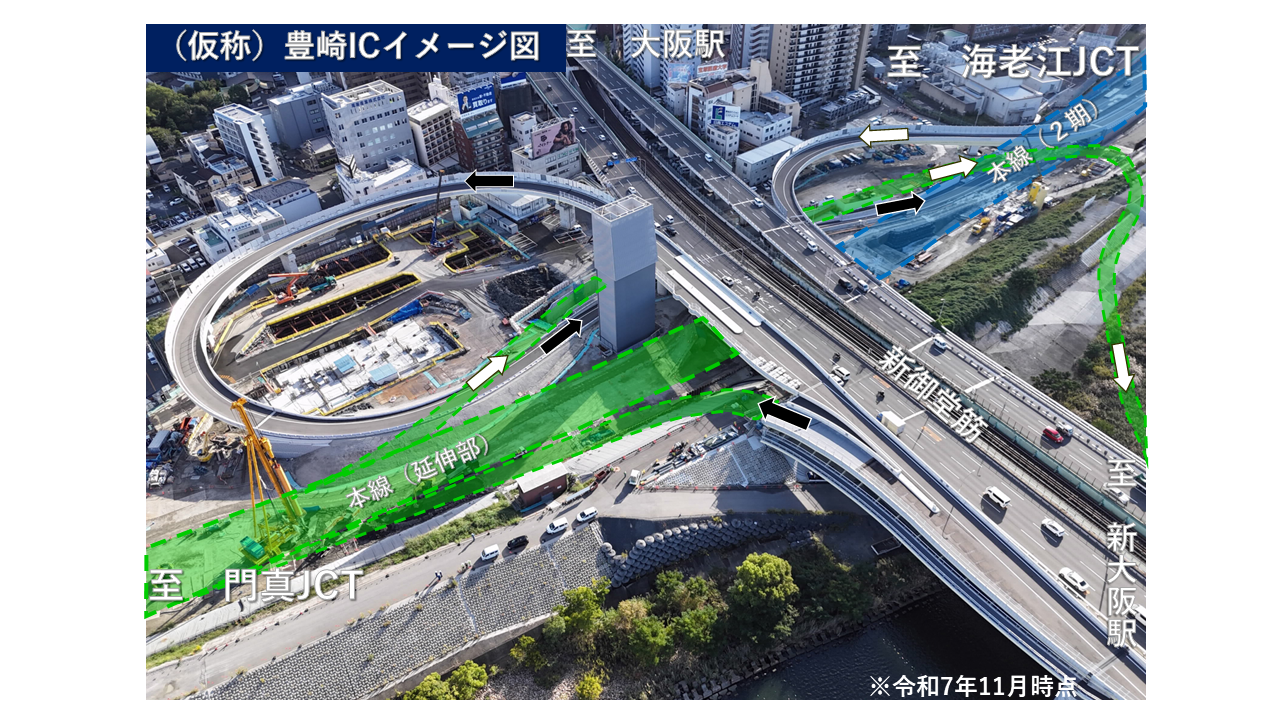 （仮称）豊崎ICイメージ図
至　大阪駅
至　海老江JCT
本線（２期）
新御堂筋
本線（延伸部）
至　門真JCT
至　新大阪駅
※令和7年11月時点